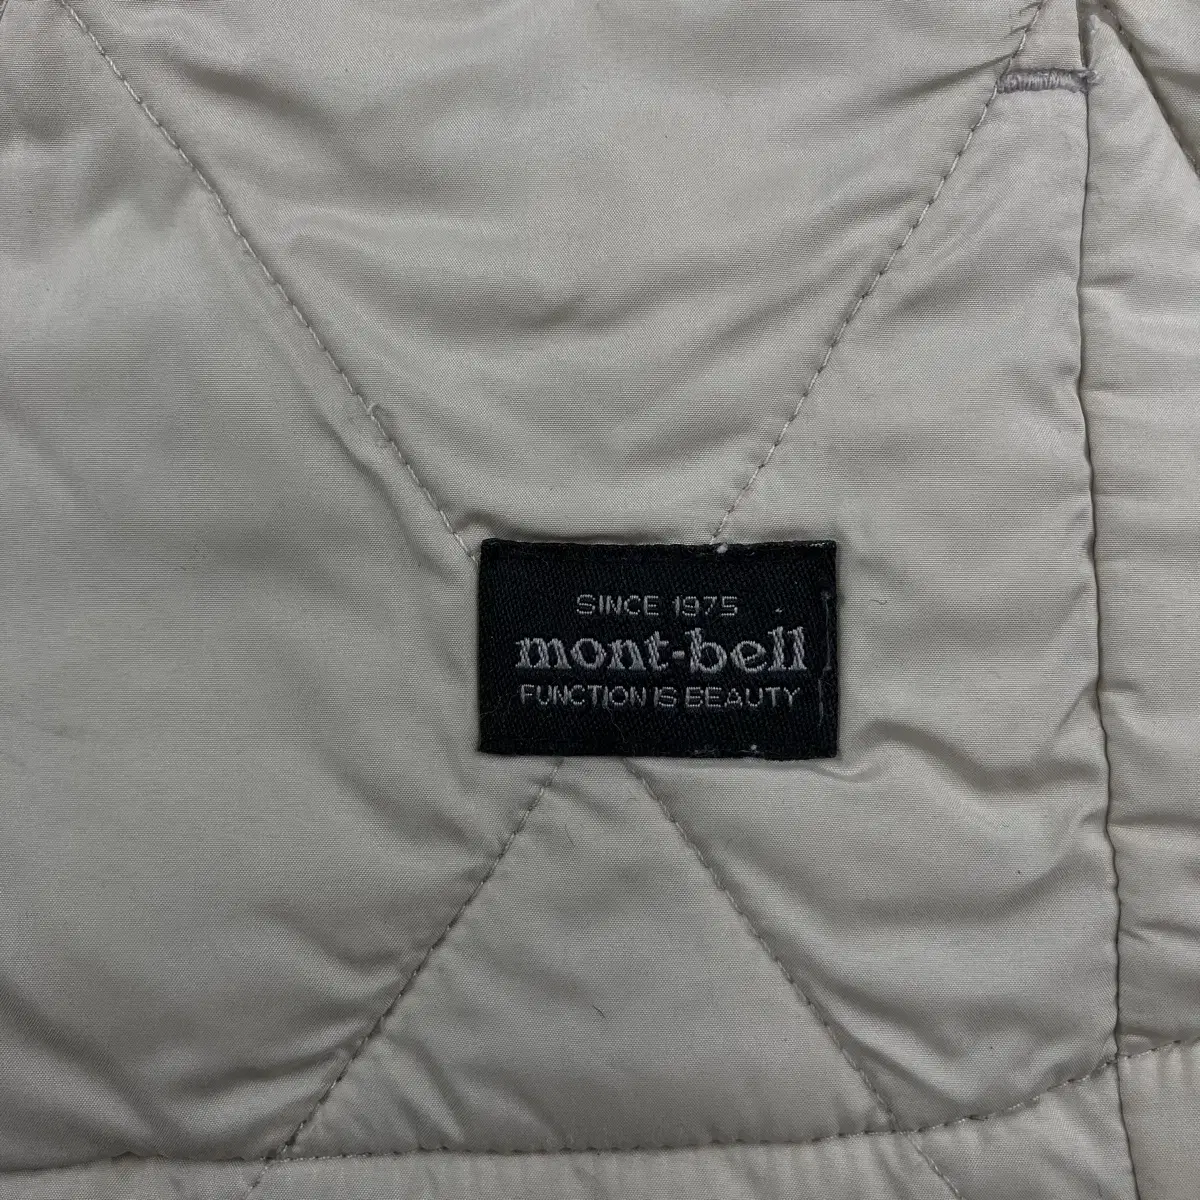 SINCE 1975
mont-bell
FUNCTION IS BEAUTY